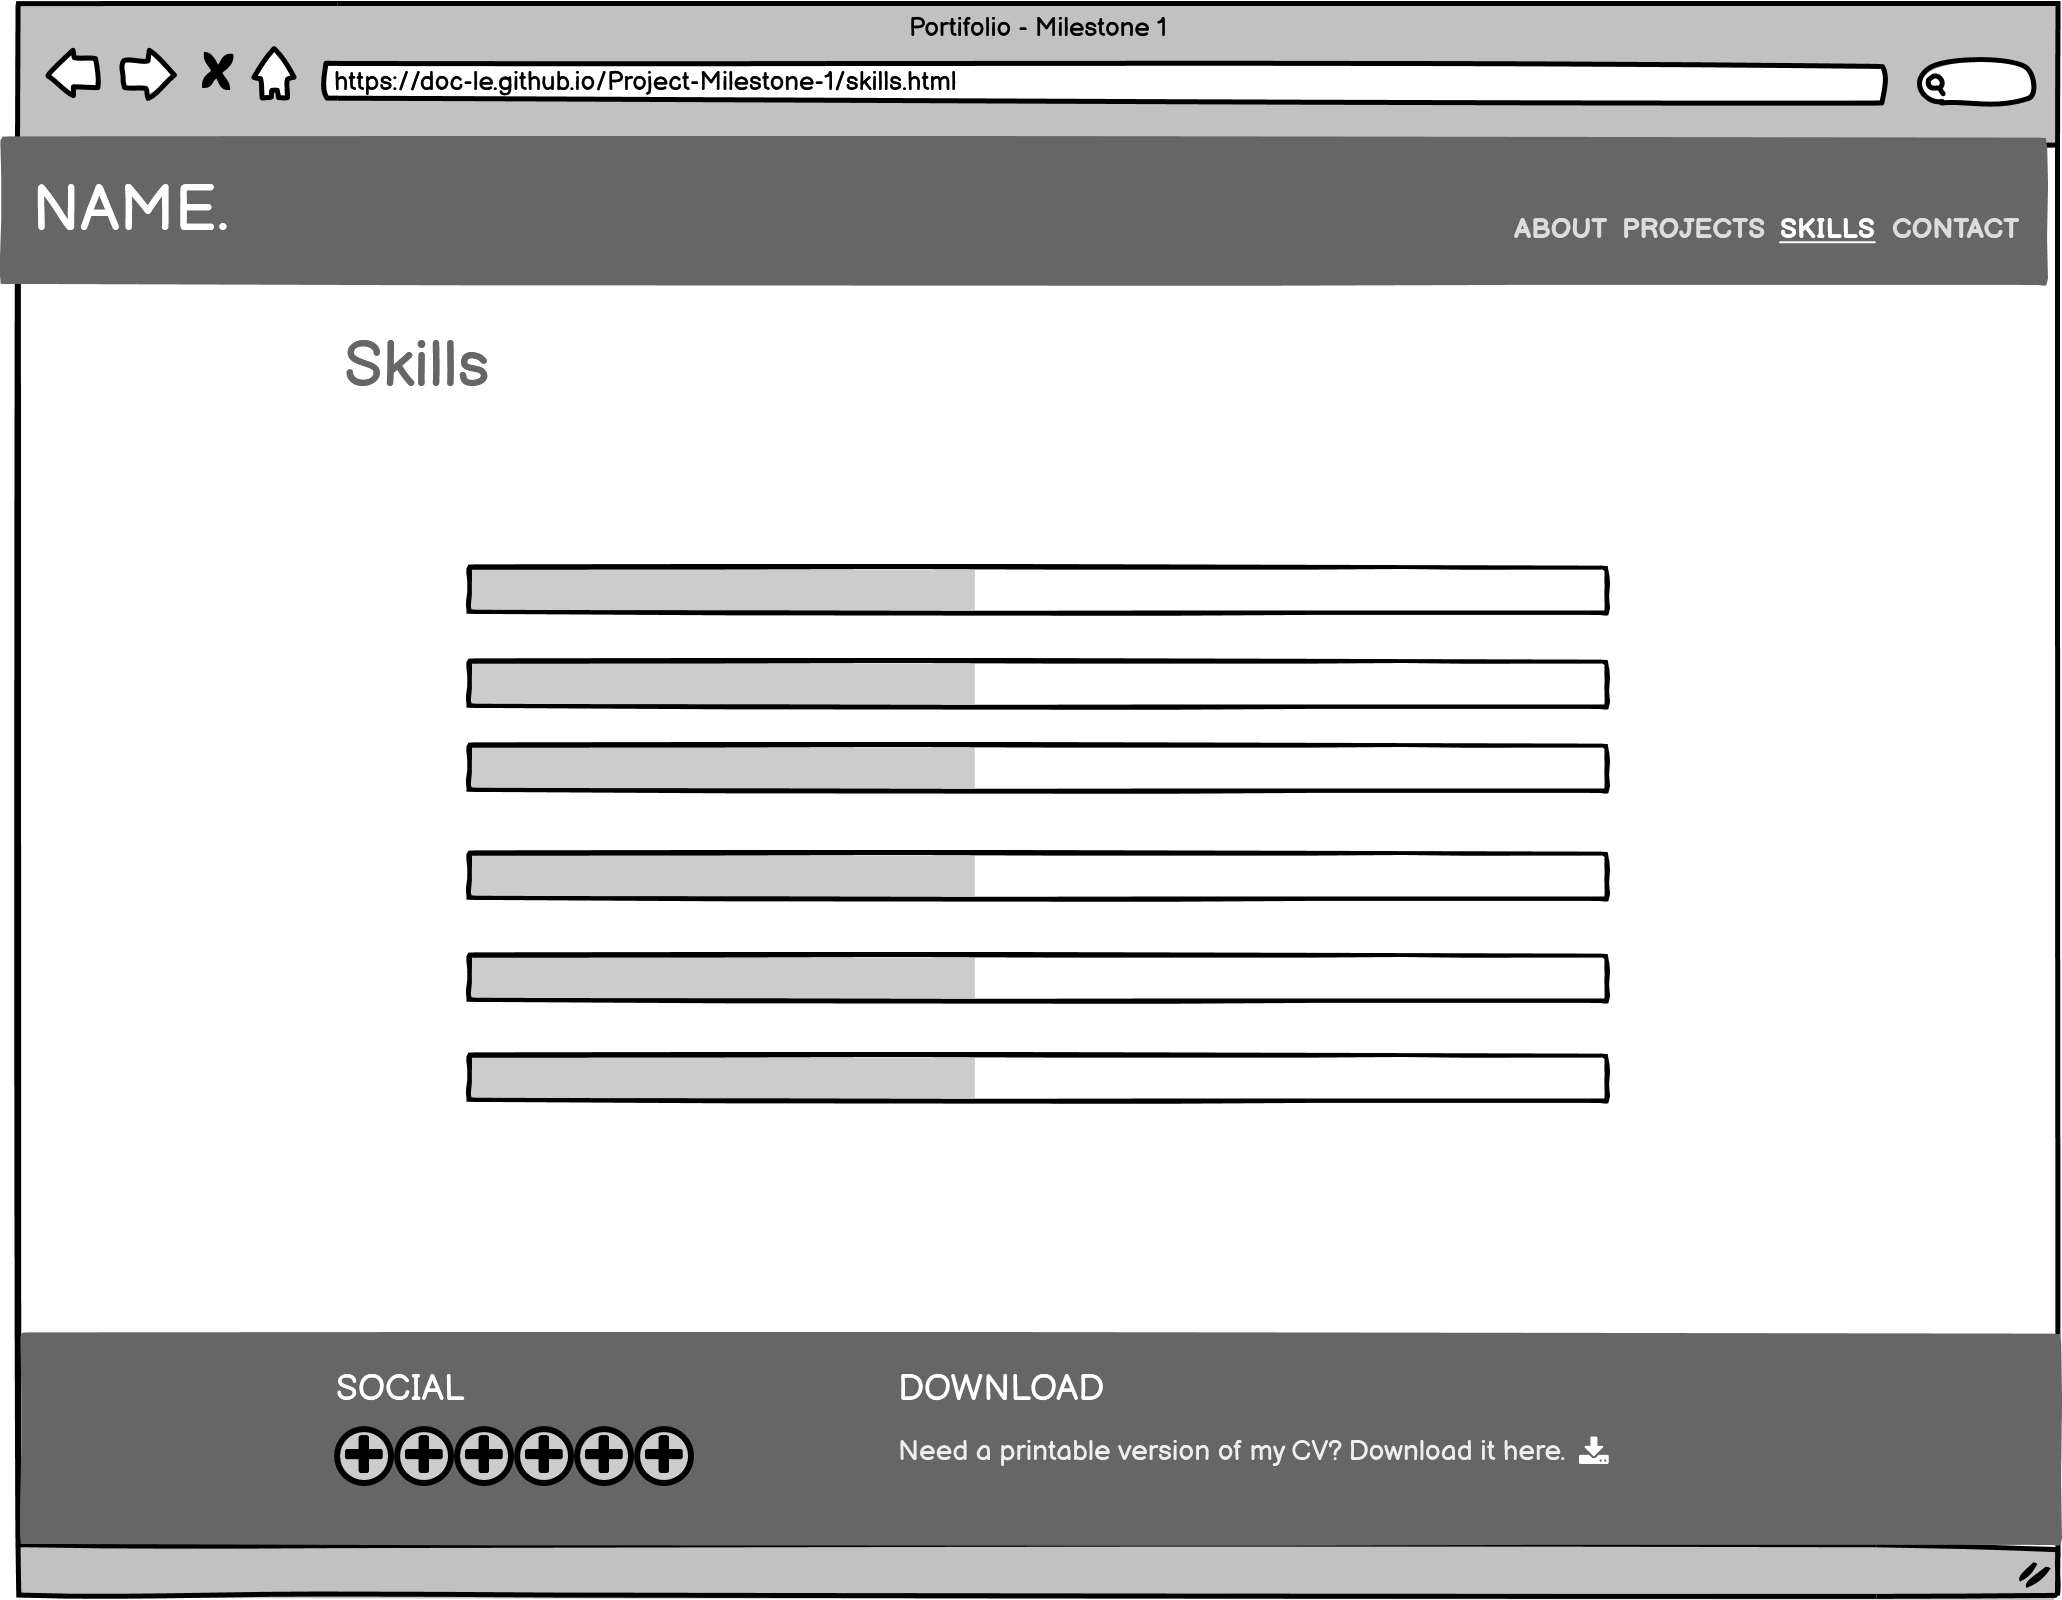 Portifolio - Milestone 1
https://doc-le.github.io/Project-Milestone-1/skills.html
NAME.
ABOUT PROJECTS SKILLS CONTACT
Skills
SOCIAL
DOWNLOAD
Need a printable version of my CV? Download it here.